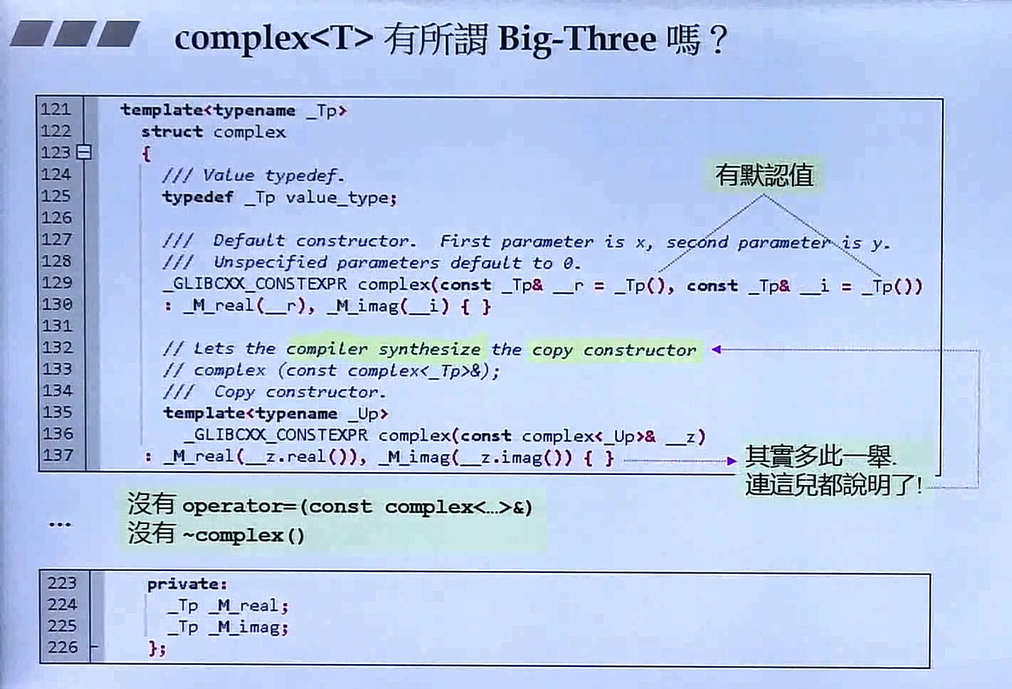 complex<T> 有所謂 Big-Three 嗎？
121 template<typename _Tp>
122 struct complex
123 {
124 /// Value typedef.
125 typedef _Tp value_type;
有默認值
126
127 /// Default constructor. First parameter is x, second parameter is y.
128 /// Unspecified parameters default to 0.
129 _GLIBCXX_CONSTEXPR complex(const _Tp& __r = _Tp(), const _Tp& __i = _Tp())
130 : _M_real(__r), _M_imag(__i) { }
131
132 // Lets the compiler synthesize the copy constructor
133 // complex (const complex<_Tp>&);
134 /// Copy constructor.
135 template<typename _Up>
136 _GLIBCXX_CONSTEXPR complex(const complex<_Up>& __z)
137 : _M_real(__z.real()), _M_imag(__z.imag()) { }
其實多此一舉.
連這兒都說明了!
沒有 operator=(const complex<…>&)
沒有 ~complex()
…
223 private:
224 _Tp _M_real;
225 _Tp _M_imag;
226 };